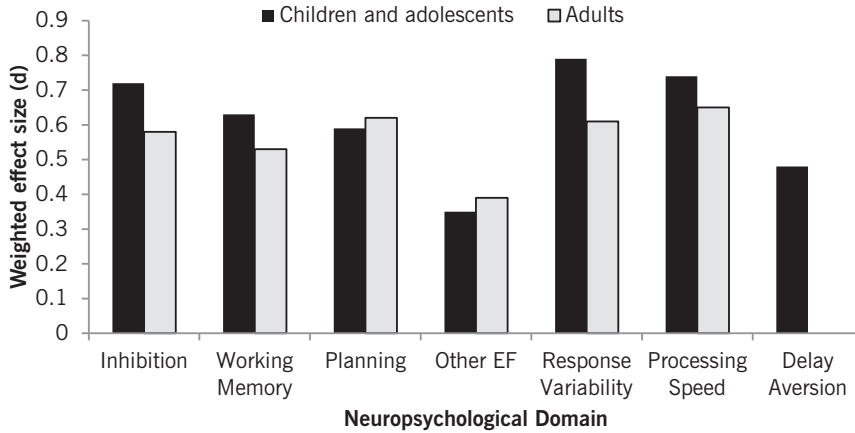 Children and adolescents Adults
Weighted effect size (d)
0.9
0.8
0.7
0.6
0.5
0.4
0.3
0.2
0.1
0
Inhibition Working Planning Other EF Response Processing Delay
Memory Variability Speed Aversion
Neuropsychological Domain